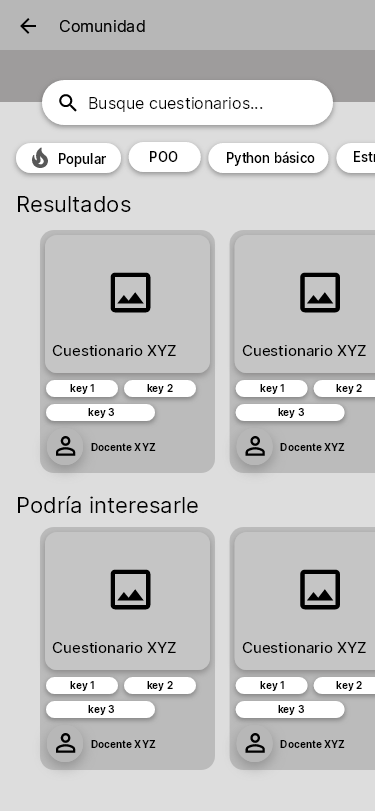 Comunidad
Busque cuestionarios...
Popular POO Python básico Estr
Resultados
Cuestionario XYZ Cuestionario XYZ
key 1 key 2 key 1 key 2
key 3 key 3
Docente XYZ Docente XYZ
Podría interesarle
Cuestionario XYZ Cuestionario XYZ
key 1 key 2 key 1 key 2
key 3 key 3
Docente XYZ Docente XYZ